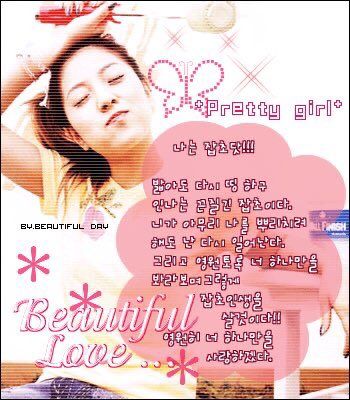 *Pretty girl*
나는 잡초닷!!!
밟아도 다시 떵 하구
인나는 끈질긴 잡초이다.
니가 아무리 나를 뿌리치려
해도 난 다시 일어난다.
그리고 영원토록 너 하나만을
바라보며그렇게
잡초인생을
살것이다!!
영원히 너 하나만을
사랑하겠다.
BY.BEAUTIFUL DAY
FINISH
Beautiful
Love ...